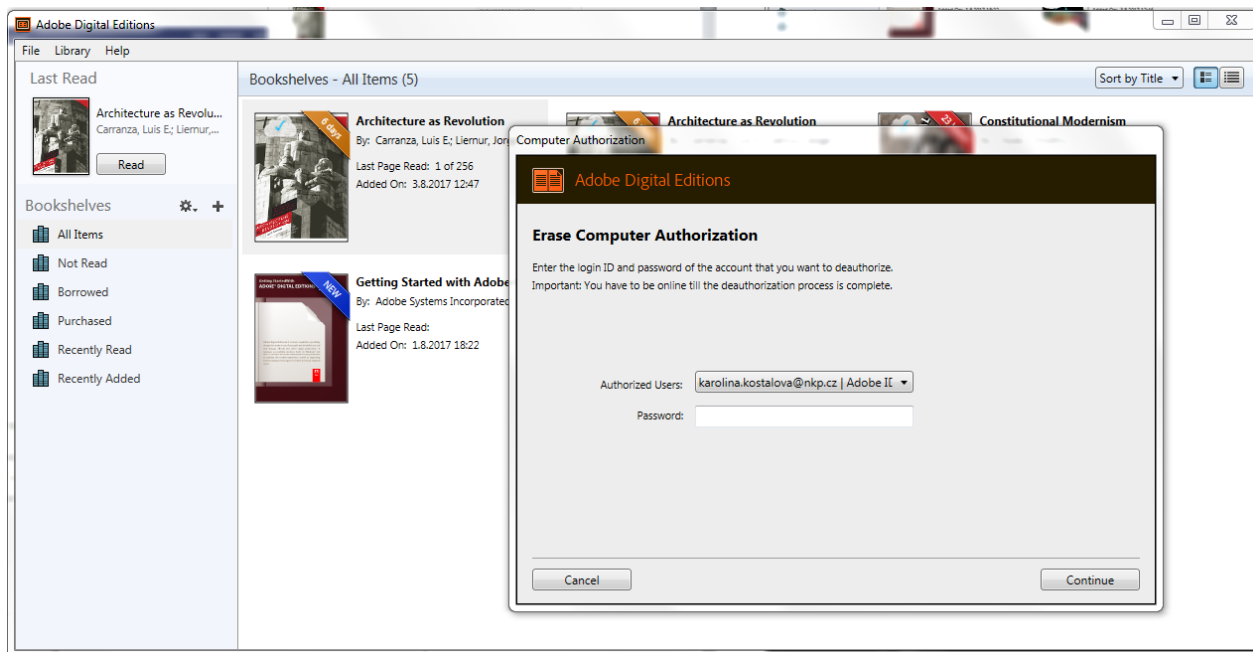 Adobe Digital Editions
File Library Help
Last Read
Architecture as Revolu...
Carranza, Luis E.; Liernur,...
Read
Bookshelves
All Items
Not Read
Borrowed
Purchased
Recently Read
Recently Added
Bookshelves - All Items (5)
Sort by Title
6 days
Architecture as Revolution
By: Carranza, Luis E.; Liernur, Jor
Last Page Read: 1 of 256
Added On: 3.8.2017 12:47
Architecture as Revolution
Constitutional Modernism
NEW
Getting Started with Adobe
By: Adobe Systems Incorporated
Last Page Read:
Added On: 1.8.2017 18:22
Computer Authorization
Adobe Digital Editions
Erase Computer Authorization
Enter the login ID and password of the account that you want to deauthorize.
Important: You have to be online till the deauthorization process is complete.
Authorized Users: karolina.kostalova@nkp.cz | Adobe ID
Password:
Cancel
Continue